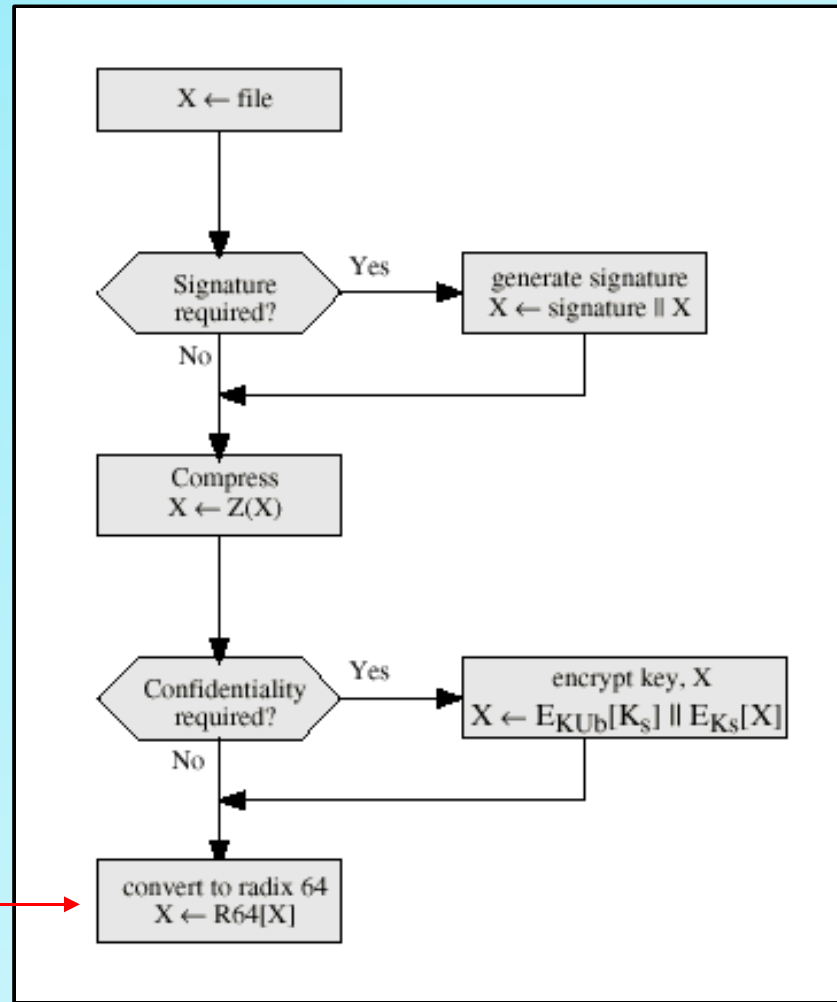 X ← file
Signature
required?
Yes
generate signature
X ← signature || X
No
Compress
X ← Z(X)
Confidentiality
required?
Yes
encrypt key, X
X ← E_KUb[K_s] || E_Ks[X]
No
convert to radix 64
X ← R64[X]